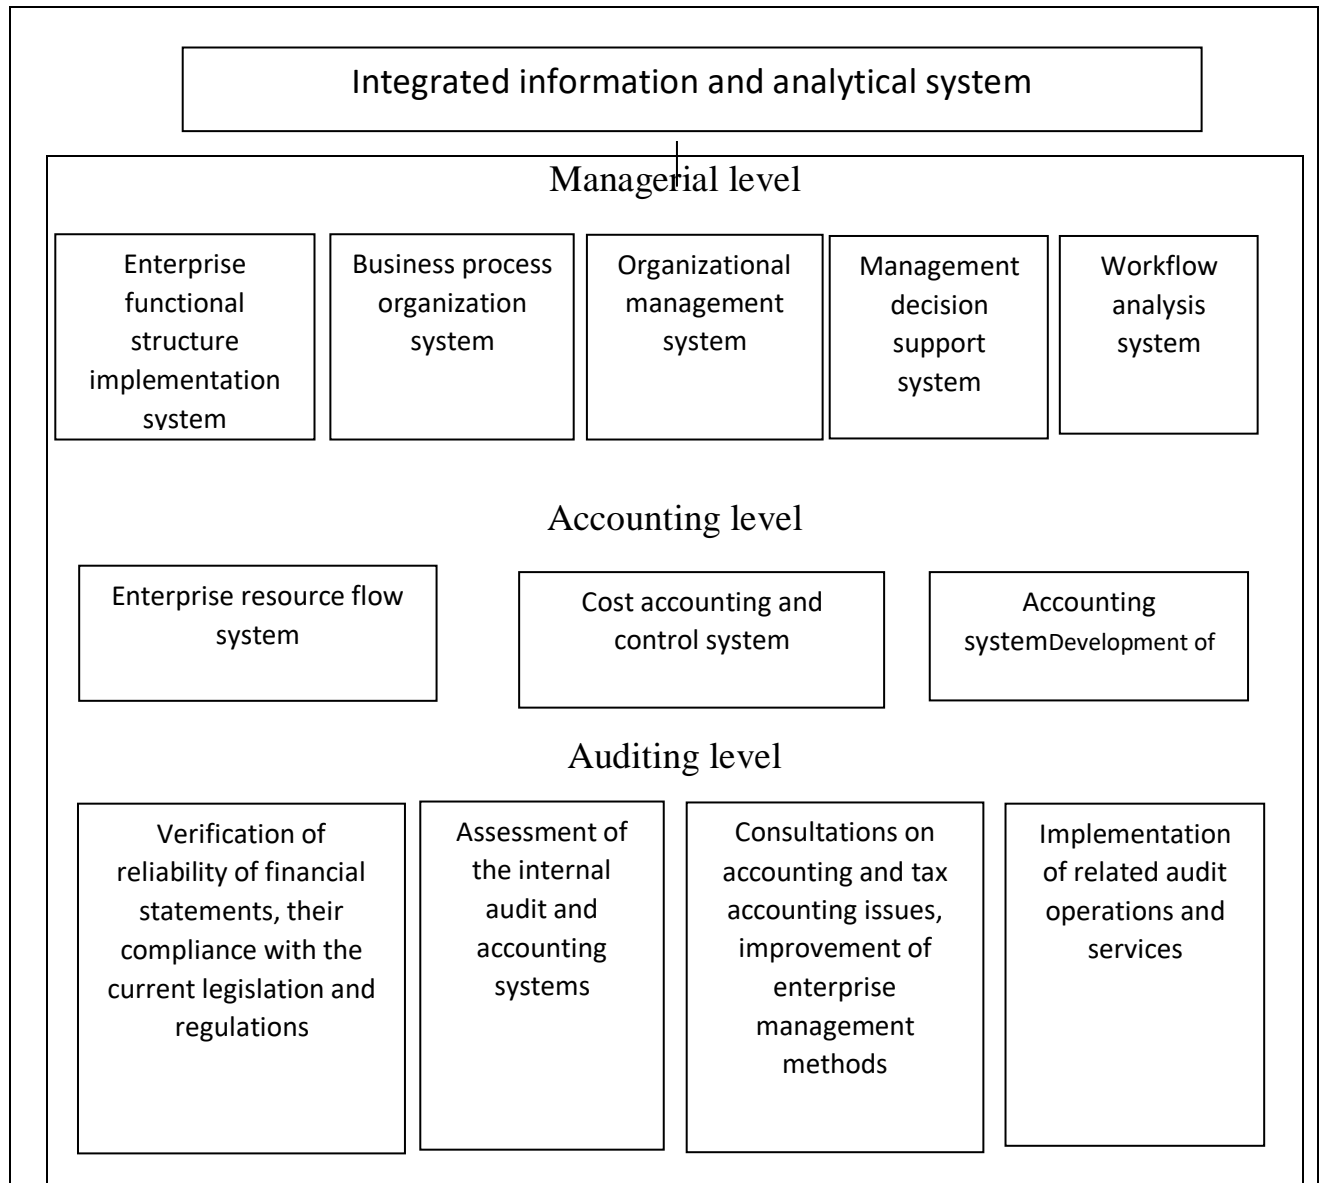 Integrated information and analytical system
Managerial level
Enterprise
functional
structure
implementation
system
Business process
organization
system
Organizational
management
system
Management
decision
support
system
Workflow
analysis
system
Accounting level
Enterprise resource flow
system
Cost accounting and
control system
Accounting
systemDevelopment of
Auditing level
Verification of
reliability of financial
statements, their
compliance with the
current legislation and
regulations
Assessment of
the internal
audit and
accounting
systems
Consultations on
accounting and tax
accounting issues,
improvement of
enterprise
management
methods
Implementation
of related audit
operations and
services